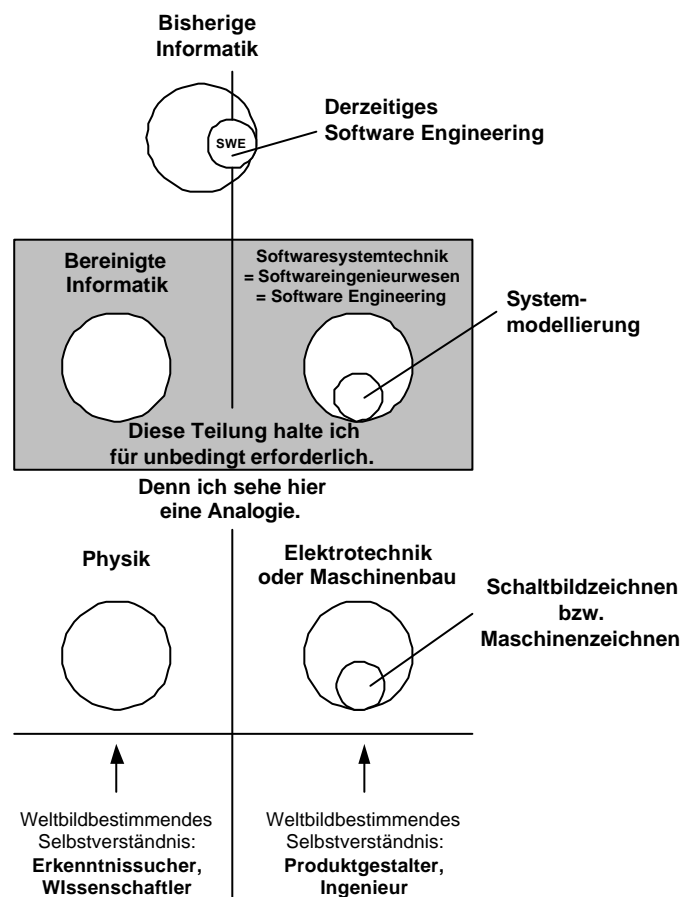 Bisherige
Informatik
Derzeitiges
Software Engineering
SWE
Bereinigte
Informatik
Softwaresystemtechnik
= Softwareingenieurwesen
= Software Engineering
System-
modellierung
Diese Teilung halte ich
für unbedingt erforderlich.
Denn ich sehe hier
eine Analogie.
Physik
Elektrotechnik
oder Maschinenbau
Schaltbildzeichnen
bzw.
Maschinenzeichnen
Weltbildbestimmendes
Selbstverständnis:
Erkenntnissucher,
WIssenschaftler
Weltbildbestimmendes
Selbstverständnis:
Produktgestalter,
Ingenieur